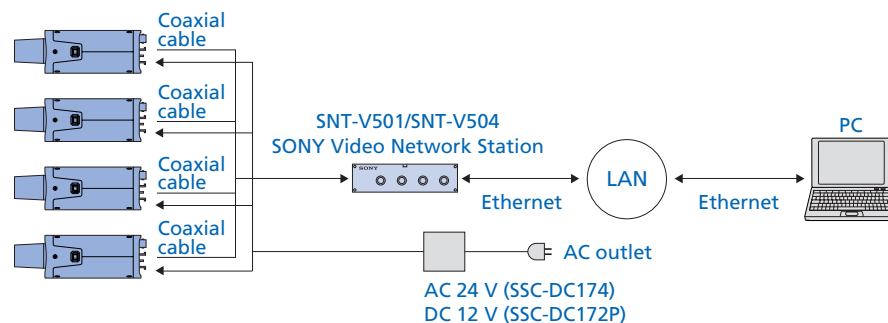 Coaxial
cable
Coaxial
cable
Coaxial
cable
Coaxial
cable
SNT-V501/SNT-V504
SONY Video Network Station
SONY
Ethernet
LAN
Ethernet
PC
AC outlet
AC 24 V (SSC-DC174)
DC 12 V (SSC-DC172P)